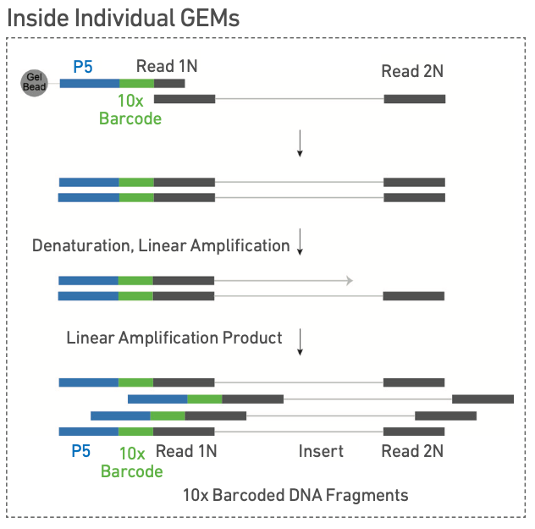 Inside Individual GEMs
Gel
Bead
P5
Read 1N
Read 2N
10x
Barcode
Denaturation, Linear Amplification
Linear Amplification Product
P5
10x
Barcode
Read 1N
Insert
Read 2N
10x Barcoded DNA Fragments